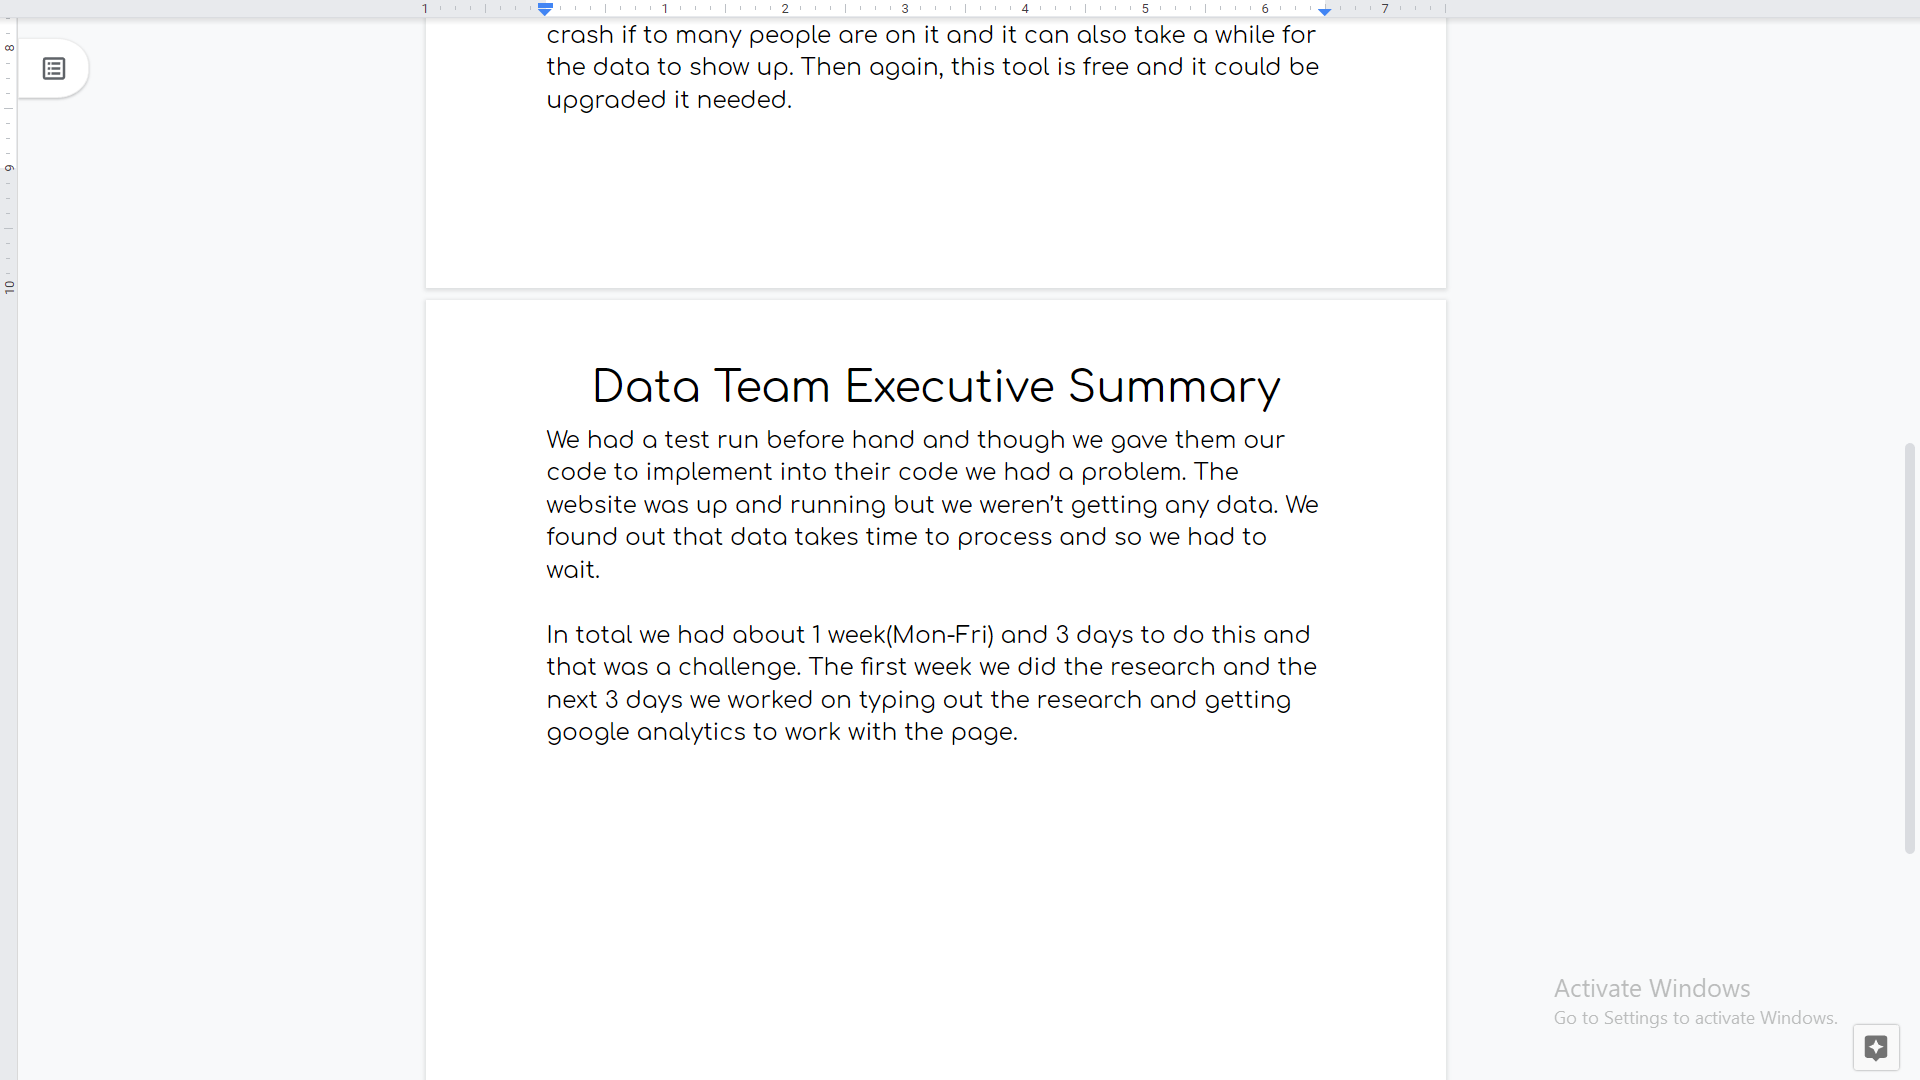 1 1 2 3 4 5 6 7
8
9
10
crash if to many people are on it and it can also take a while for
the data to show up. Then again, this tool is free and it could be
upgraded it needed.
Data Team Executive Summary
We had a test run before hand and though we gave them our
code to implement into their code we had a problem. The
website was up and running but we weren’t getting any data. We
found out that data takes time to process and so we had to
wait.
In total we had about 1 week(Mon-Fri) and 3 days to do this and
that was a challenge. The first week we did the research and the
next 3 days we worked on typing out the research and getting
google analytics to work with the page.
Activate Windows
Go to Settings to activate Windows.